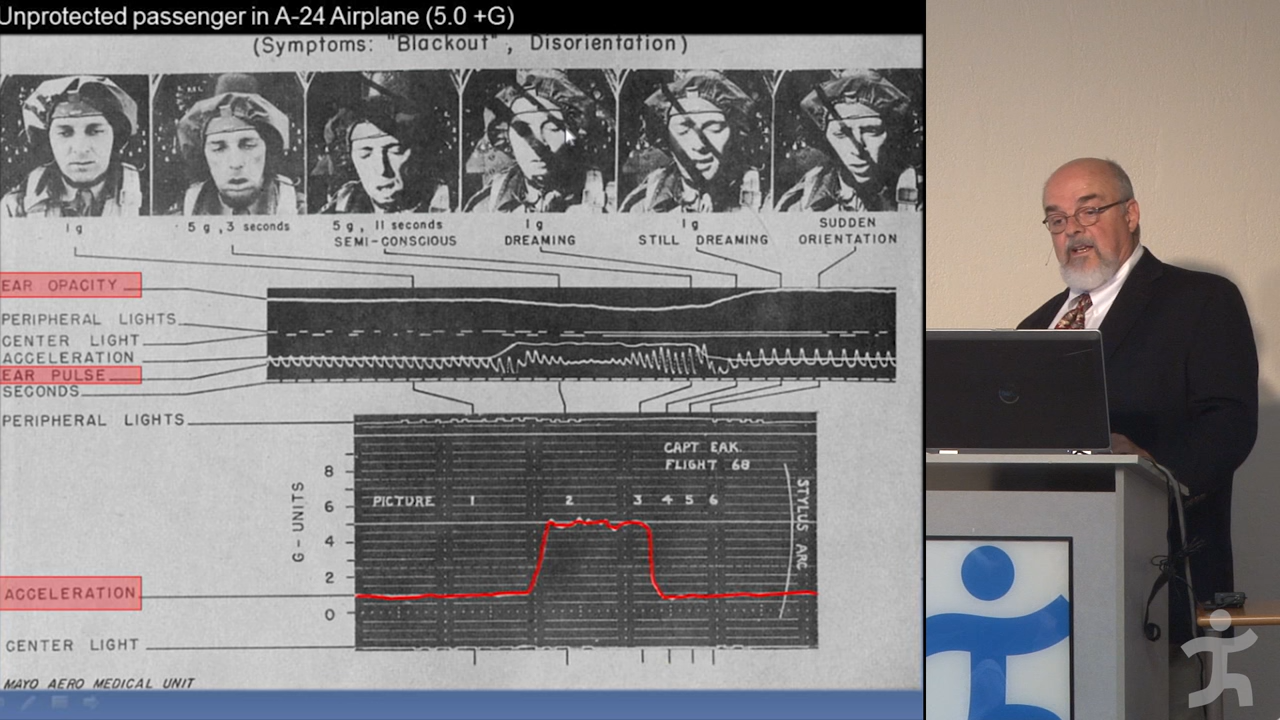 Unprotected passenger in A-24 Airplane (5.0 +G)
(Symptoms: "Blackout", Disorientation)
1 g
5 g, 3 seconds
5 g, 11 seconds
SEMI-CONSCIOUS
1 g
DREAMING
1 g
STILL DREAMING
SUDDEN
ORIENTATION
EAR OPACITY
PERIPHERAL LIGHTS
CENTER LIGHT
ACCELERATION
EAR PULSE
SECONDS
PERIPHERAL LIGHTS
CAPT EAK.
FLIGHT 68
PICTURE 1 2 3 4 5 6
G-UNITS
8
6
4
2
0
STYLUS ARC
ACCELERATION
CENTER LIGHT
MAYO AERO MEDICAL UNIT